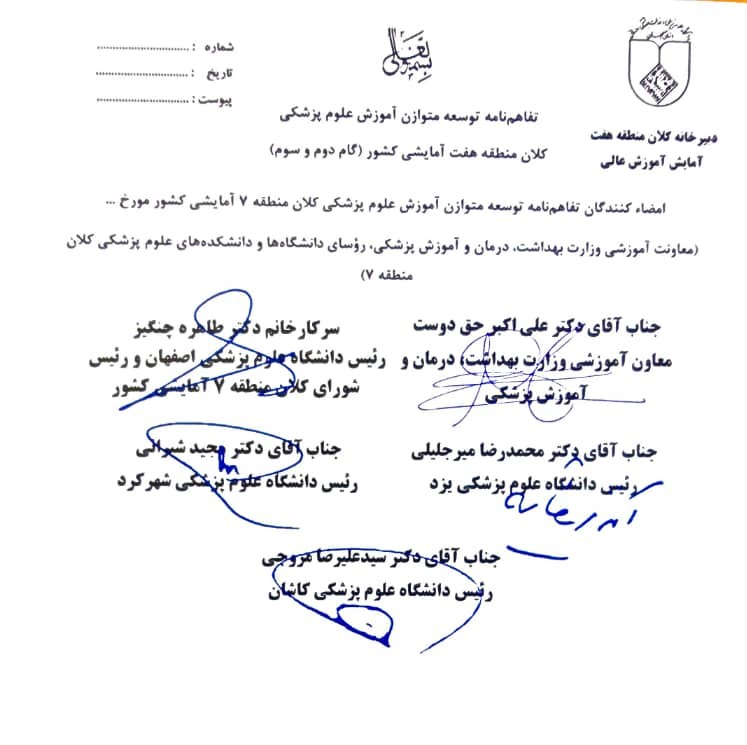 بسمه تعالی
شماره : ................................
تاریخ : ................................
پیوست : ................................
دبیرخانه کلان منطقه هفت
آمایش آموزش عالی
تفاهم‌نامه توسعه متوازن آموزش علوم پزشکی
کلان منطقه هفت آمایشی کشور (گام دوم و سوم)
امضاء کنندگان تفاهم‌نامه توسعه متوازن آموزش علوم پزشکی کلان منطقه ۷ آمایشی کشور مورخ ...
(معاونت آموزشی وزارت بهداشت، درمان و آموزش پزشکی، رؤسای دانشگاه‌ها و دانشکده‌های علوم پزشکی کلان
منطقه ۷)
جناب آقای دکتر علی اکبر حق دوست
معاون آموزشی وزارت بهداشت، درمان و
آموزش پزشکی
سرکارخانم دکتر طاهره چنگیز
رئیس دانشگاه علوم پزشکی اصفهان و رئیس
شورای کلان منطقه ۷ آمایشی کشور
جناب آقای دکتر محمدرضا میرجلیلی
رئیس دانشگاه علوم پزشکی یزد
جناب آقای دکتر مجید شیرانی
رئیس دانشگاه علوم پزشکی شهرکرد
جناب آقای دکتر سیدعلیرضا مروجی
رئیس دانشگاه علوم پزشکی کاشان